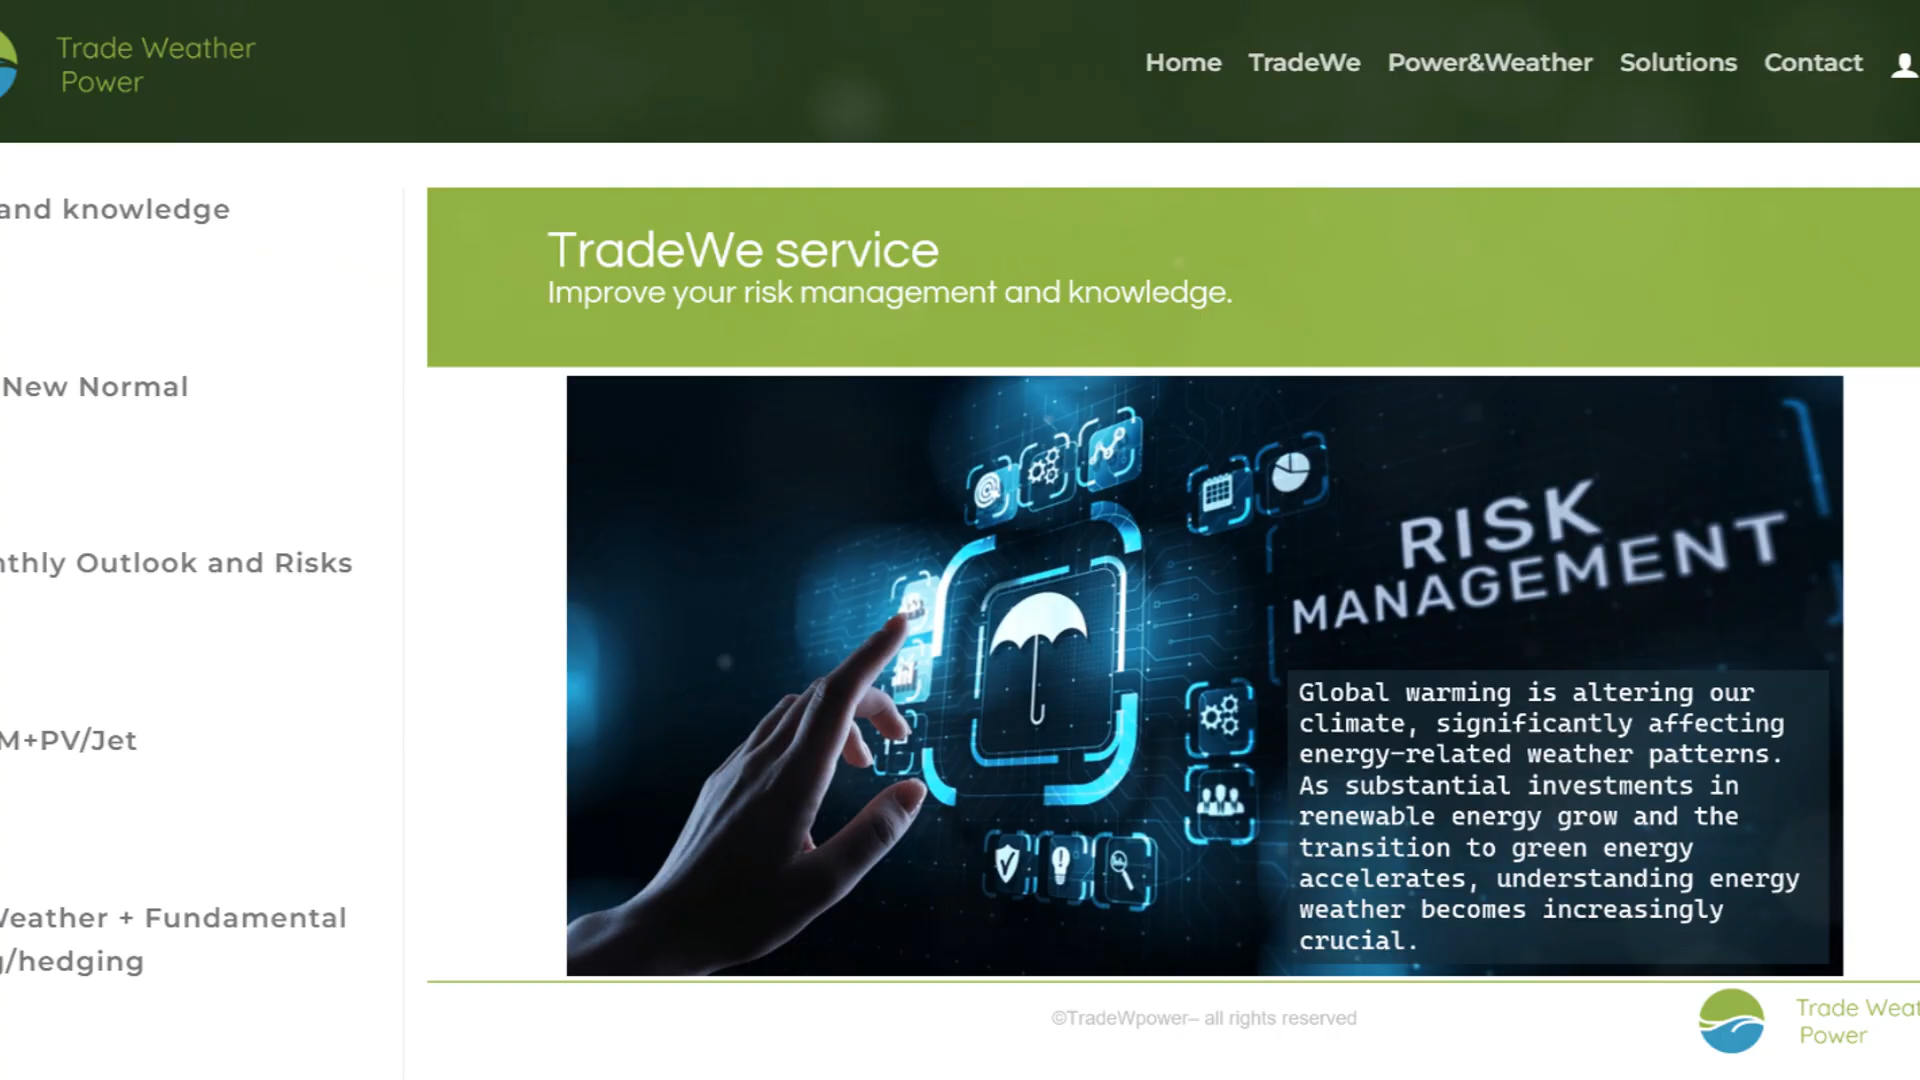 Trade Weather
Power
Home TradeWe Power&Weather Solutions Contact
and knowledge
New Normal
nthly Outlook and Risks
M+PV/Jet
Weather + Fundamental
g/hedging
TradeWe service
Improve your risk management and knowledge.
RISK
MANAGEMENT
Global warming is altering our
climate, significantly affecting
energy-related weather patterns.
As substantial investments in
renewable energy grow and the
transition to green energy
accelerates, understanding energy
weather becomes increasingly
crucial.
©TradeWpower– all rights reserved
Trade Weat
Power